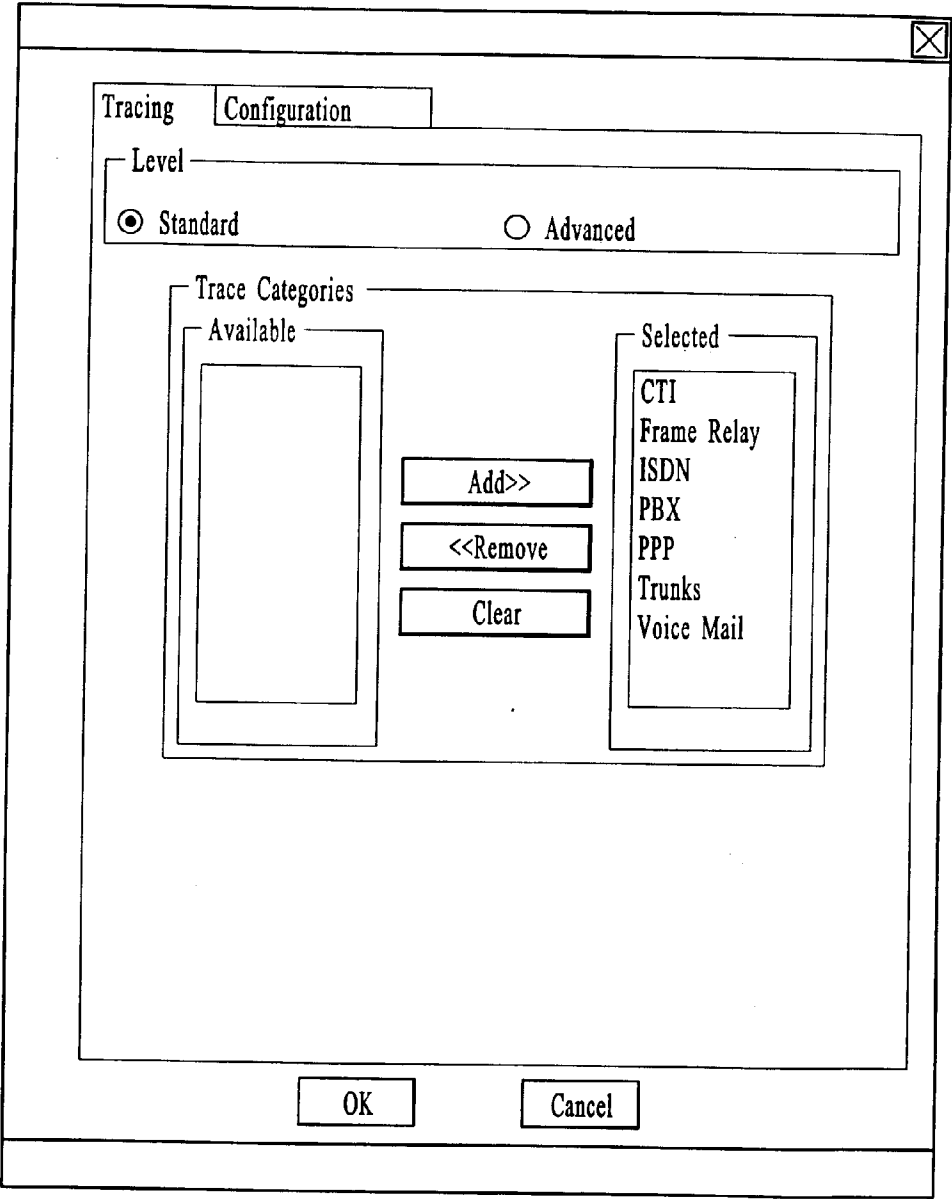 Tracing
Configuration
Level
Standard
Advanced
Trace Categories
Available
Selected
CTI
Frame Relay
ISDN
PBX
PPP
Trunks
Voice Mail
Add>>
<<Remove
Clear
OK
Cancel